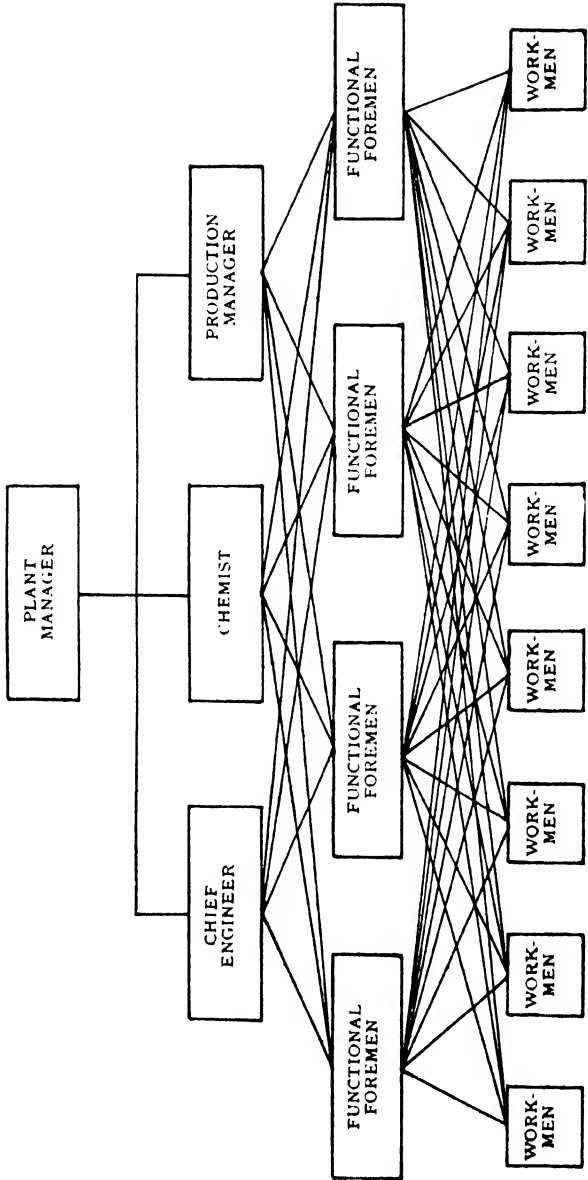 PLANT
MANAGER
CHIEF
ENGINEER
CHEMIST
PRODUCTION
MANAGER
FUNCTIONAL
FOREMEN
FUNCTIONAL
FOREMEN
FUNCTIONAL
FOREMEN
FUNCTIONAL
FOREMEN
WORK-
MEN
WORK-
MEN
WORK-
MEN
WORK-
MEN
WORK-
MEN
WORK-
MEN
WORK-
MEN
WORK-
MEN